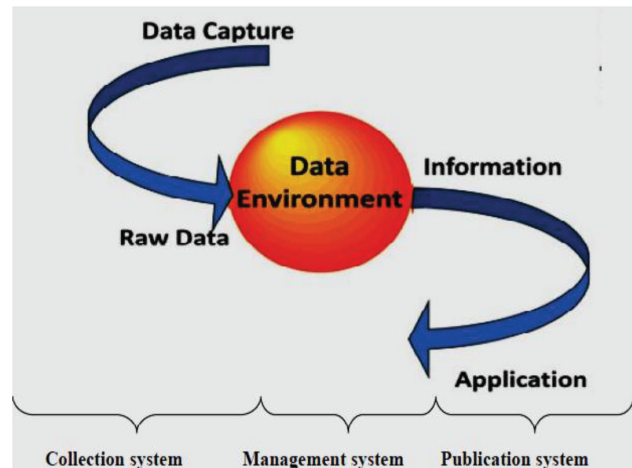 Data Capture
Data
Environment
Information
Raw Data
Application
Collection system
Management system
Publication system